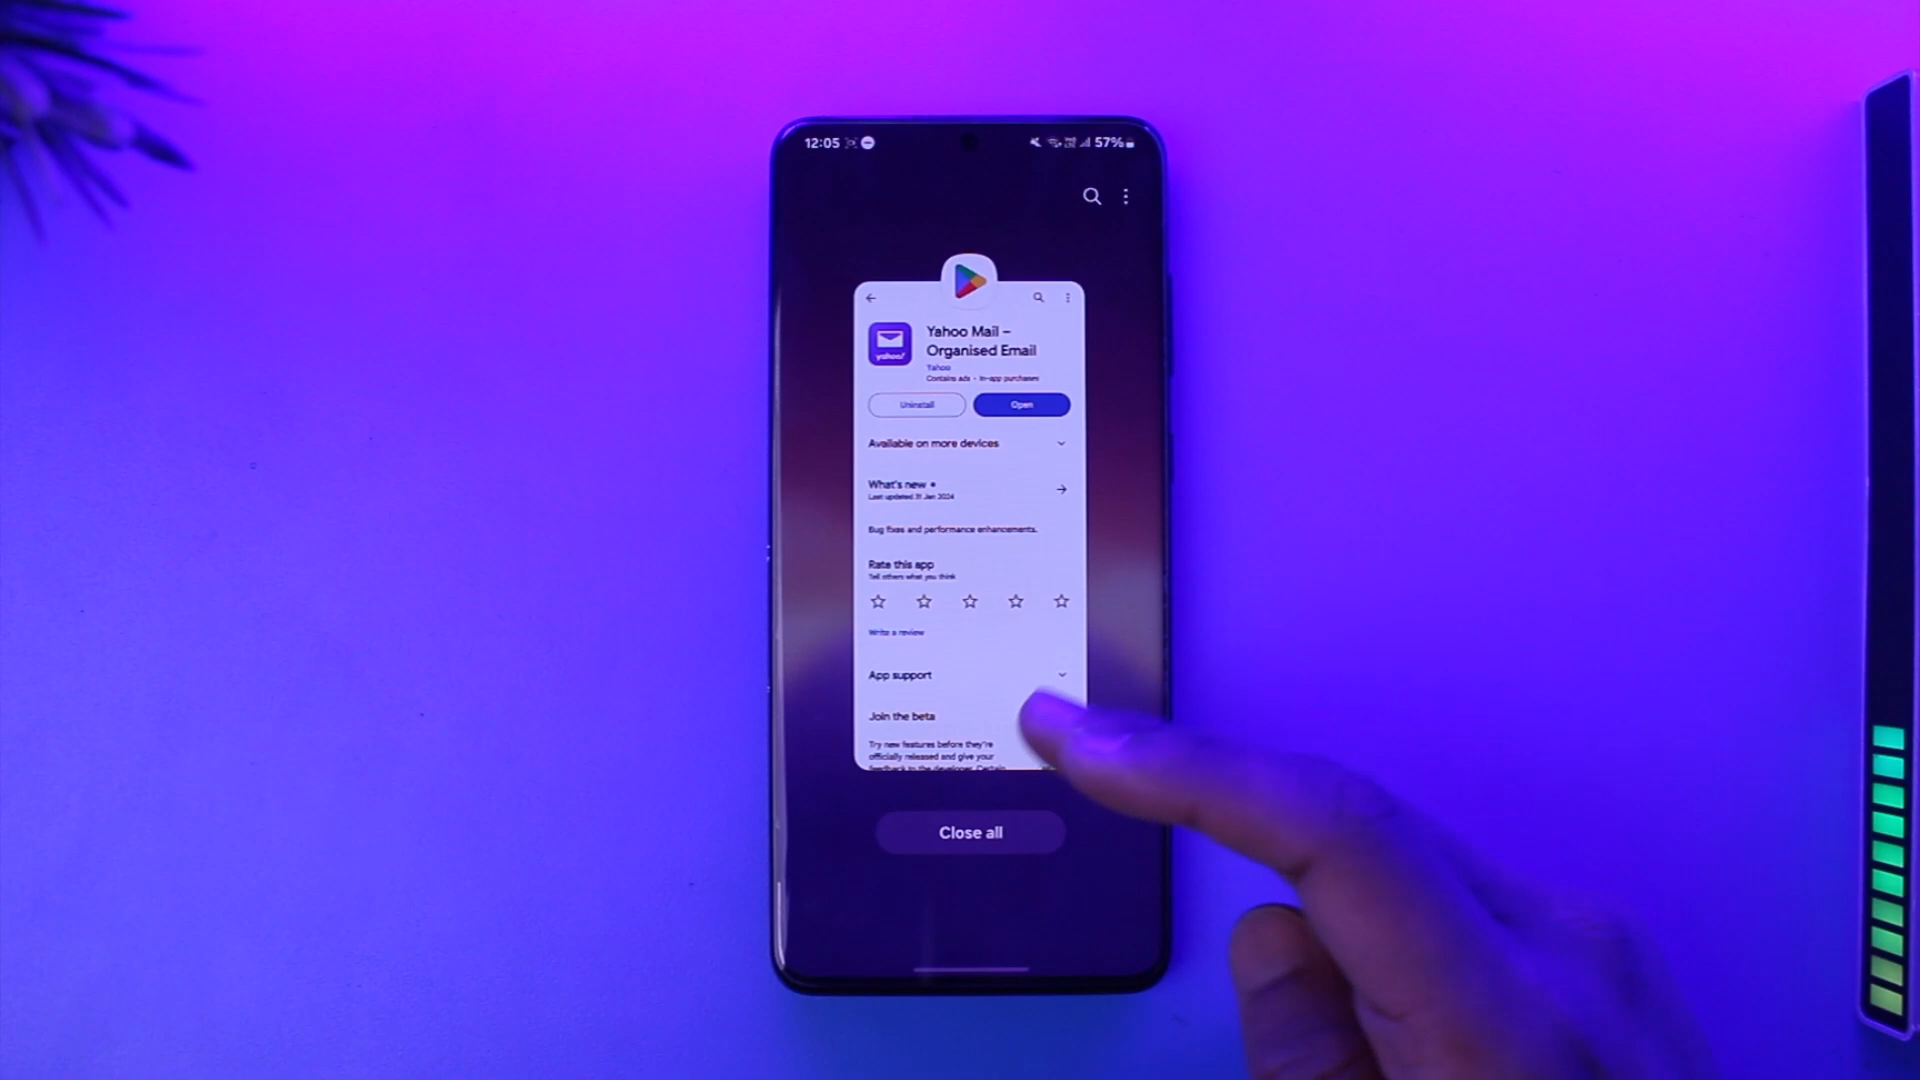 12:05
57%
Yahoo Mail –
Organised Email
Yahoo
Contains ads · In-app purchases
yahoo!
Uninstall
Open
Available on more devices
What's new
Last updated 31 Jan 2024
Bug fixes and performance enhancements.
Rate this app
Tell others what you think
Write a review
App support
Join the beta
Try new features before they're
officially released and give your
feedback to the developer. Certain
Close all